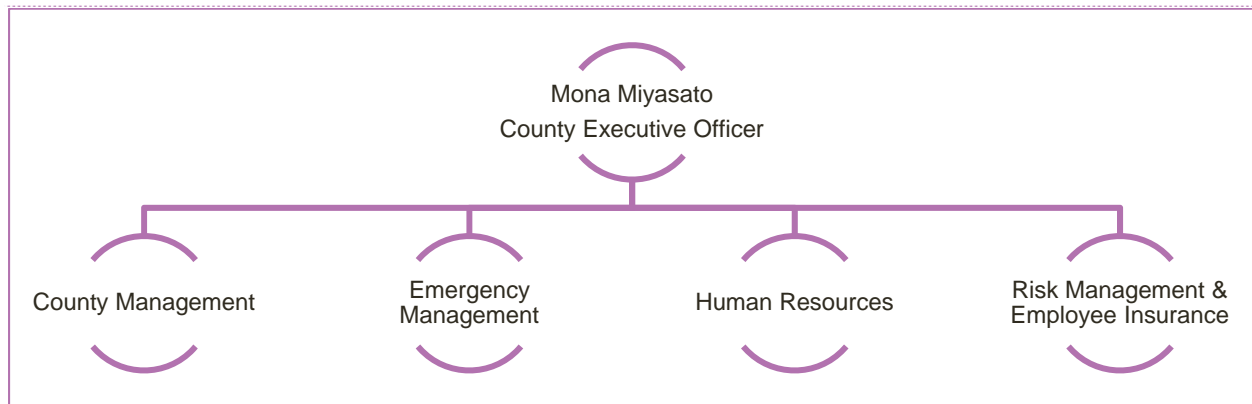 Mona Miyasato
County Executive Officer
County Management
Emergency
Management
Human Resources
Risk Management &
Employee Insurance